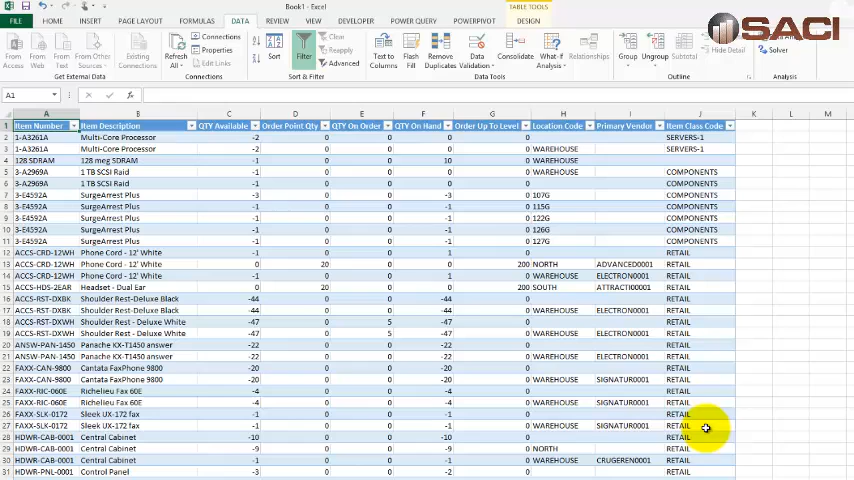 Book1 - Excel
TABLE TOOLS
FILE HOME INSERT PAGE LAYOUT FORMULAS DATA REVIEW VIEW DEVELOPER POWER QUERY POWERPIVOT DESIGN
SACI
From Access From Web From Text From Other Sources Existing Connections Refresh All Connections Properties Edit Links Sort Filter Clear Reapply Advanced Text to Columns Flash Fill Remove Duplicates Data Validation Consolidate What-If Analysis Relationships Group Ungroup Subtotal Hide Detail Solver
Get External Data Connections Sort & Filter Data Tools Outline Analysis
A1
A B C D E F G H I J K L M N
1 Item Number Item Description QTY Available Order Point Qty QTY On Order QTY On Hand Order Up To Level Location Code Primary Vendor Item Class Code
2 1-A3261A Multi-Core Processor -2 0 0 0 0 SERVERS-1
3 1-A3261A Multi-Core Processor -2 0 0 0 0 WAREHOUSE SERVERS-1
4 128 SDRAM 128 meg SDRAM -1 0 0 10 0 WAREHOUSE
5 3-A2969A 1 TB SCSI Raid -1 0 0 0 0 COMPONENTS
6 3-A2969A 1 TB SCSI Raid -1 0 0 0 0 WAREHOUSE COMPONENTS
7 3-E4592A SurgeArrest Plus -3 0 0 -3 0 107G COMPONENTS
8 3-E4592A SurgeArrest Plus -1 0 0 -1 0 115G COMPONENTS
9 3-E4592A SurgeArrest Plus -1 0 0 -1 0 122G COMPONENTS
10 3-E4592A SurgeArrest Plus -1 0 0 -1 0 126G COMPONENTS
11 3-E4592A SurgeArrest Plus -1 0 0 -1 0 127G COMPONENTS
12 ACCS-CRD-12WH Phone Cord - 12' White -1 0 0 1 0 RETAIL
13 ACCS-CRD-12WH Phone Cord - 12' White 0 20 0 0 200 NORTH ADVANCED0001 RETAIL
14 ACCS-CRD-12WH Phone Cord - 12' White -1 0 0 1 0 WAREHOUSE ELECTRON0001 RETAIL
15 ACCS-HDS-2EAR Headset - Dual Ear 0 20 0 0 200 SOUTH ATTRACTI0001 RETAIL
16 ACCS-RST-DXBK Shoulder Rest-Deluxe Black -44 0 0 -44 0 RETAIL
17 ACCS-RST-DXBK Shoulder Rest-Deluxe Black -44 0 0 -44 0 WAREHOUSE ELECTRON0001 RETAIL
18 ACCS-RST-DXWH Shoulder Rest - Deluxe White -47 0 5 -47 0 RETAIL
19 ACCS-RST-DXWH Shoulder Rest - Deluxe White -47 0 5 -47 0 WAREHOUSE ELECTRON0001 RETAIL
20 ANSW-PAN-1450 Panache KX-T1450 answer -22 0 0 -22 0 RETAIL
21 ANSW-PAN-1450 Panache KX-T1450 answer -22 0 0 -22 0 WAREHOUSE ELECTRON0001 RETAIL
22 FAXX-CAN-9800 Cantata FaxPhone 9800 -20 0 0 -20 0 RETAIL
23 FAXX-CAN-9800 Cantata FaxPhone 9800 -20 0 0 -20 0 WAREHOUSE SIGNATUR0001 RETAIL
24 FAXX-RIC-060E Richelieu Fax 60E -4 0 0 -4 0 RETAIL
25 FAXX-RIC-060E Richelieu Fax 60E -4 0 0 -4 0 WAREHOUSE SIGNATUR0001 RETAIL
26 FAXX-SLK-0172 Sleek UX-172 fax -1 0 0 -1 0 RETAIL
27 FAXX-SLK-0172 Sleek UX-172 fax -1 0 0 -1 0 WAREHOUSE SIGNATUR0001 RETAIL
28 HDWR-CAB-0001 Central Cabinet -10 0 0 -10 0 RETAIL
29 HDWR-CAB-0001 Central Cabinet -9 0 0 -9 0 NORTH RETAIL
30 HDWR-CAB-0001 Central Cabinet -1 0 0 -1 0 WAREHOUSE CRUGEREN0001 RETAIL
31 HDWR-PNL-0001 Control Panel -3 0 0 -2 0 RETAIL